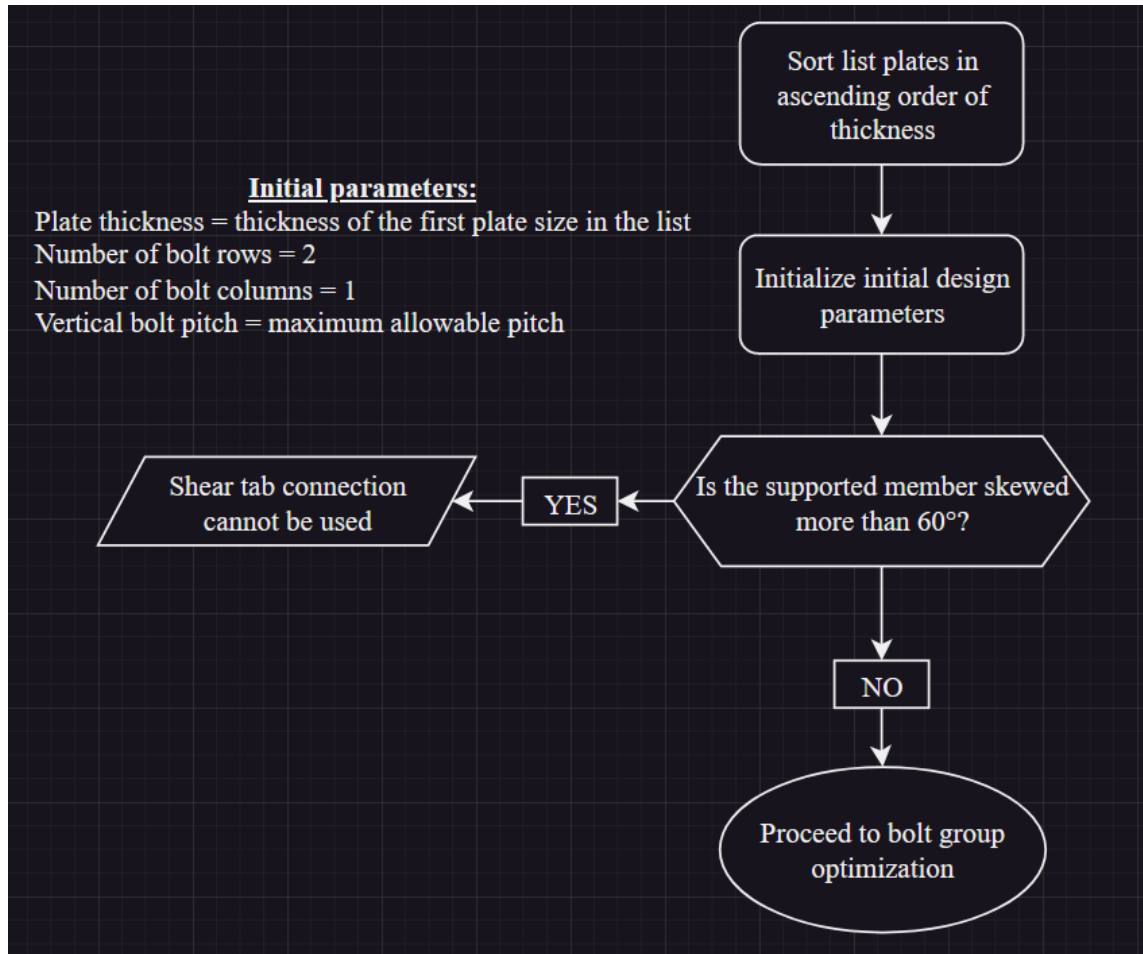 Sort list plates in
ascending order of
thickness
Initial parameters:
Plate thickness = thickness of the first plate size in the list
Number of bolt rows = 2
Number of bolt columns = 1
Vertical bolt pitch = maximum allowable pitch
Initialize initial design
parameters
Is the supported member skewed
more than 60°?
YES
Shear tab connection
cannot be used
NO
Proceed to bolt group
optimization